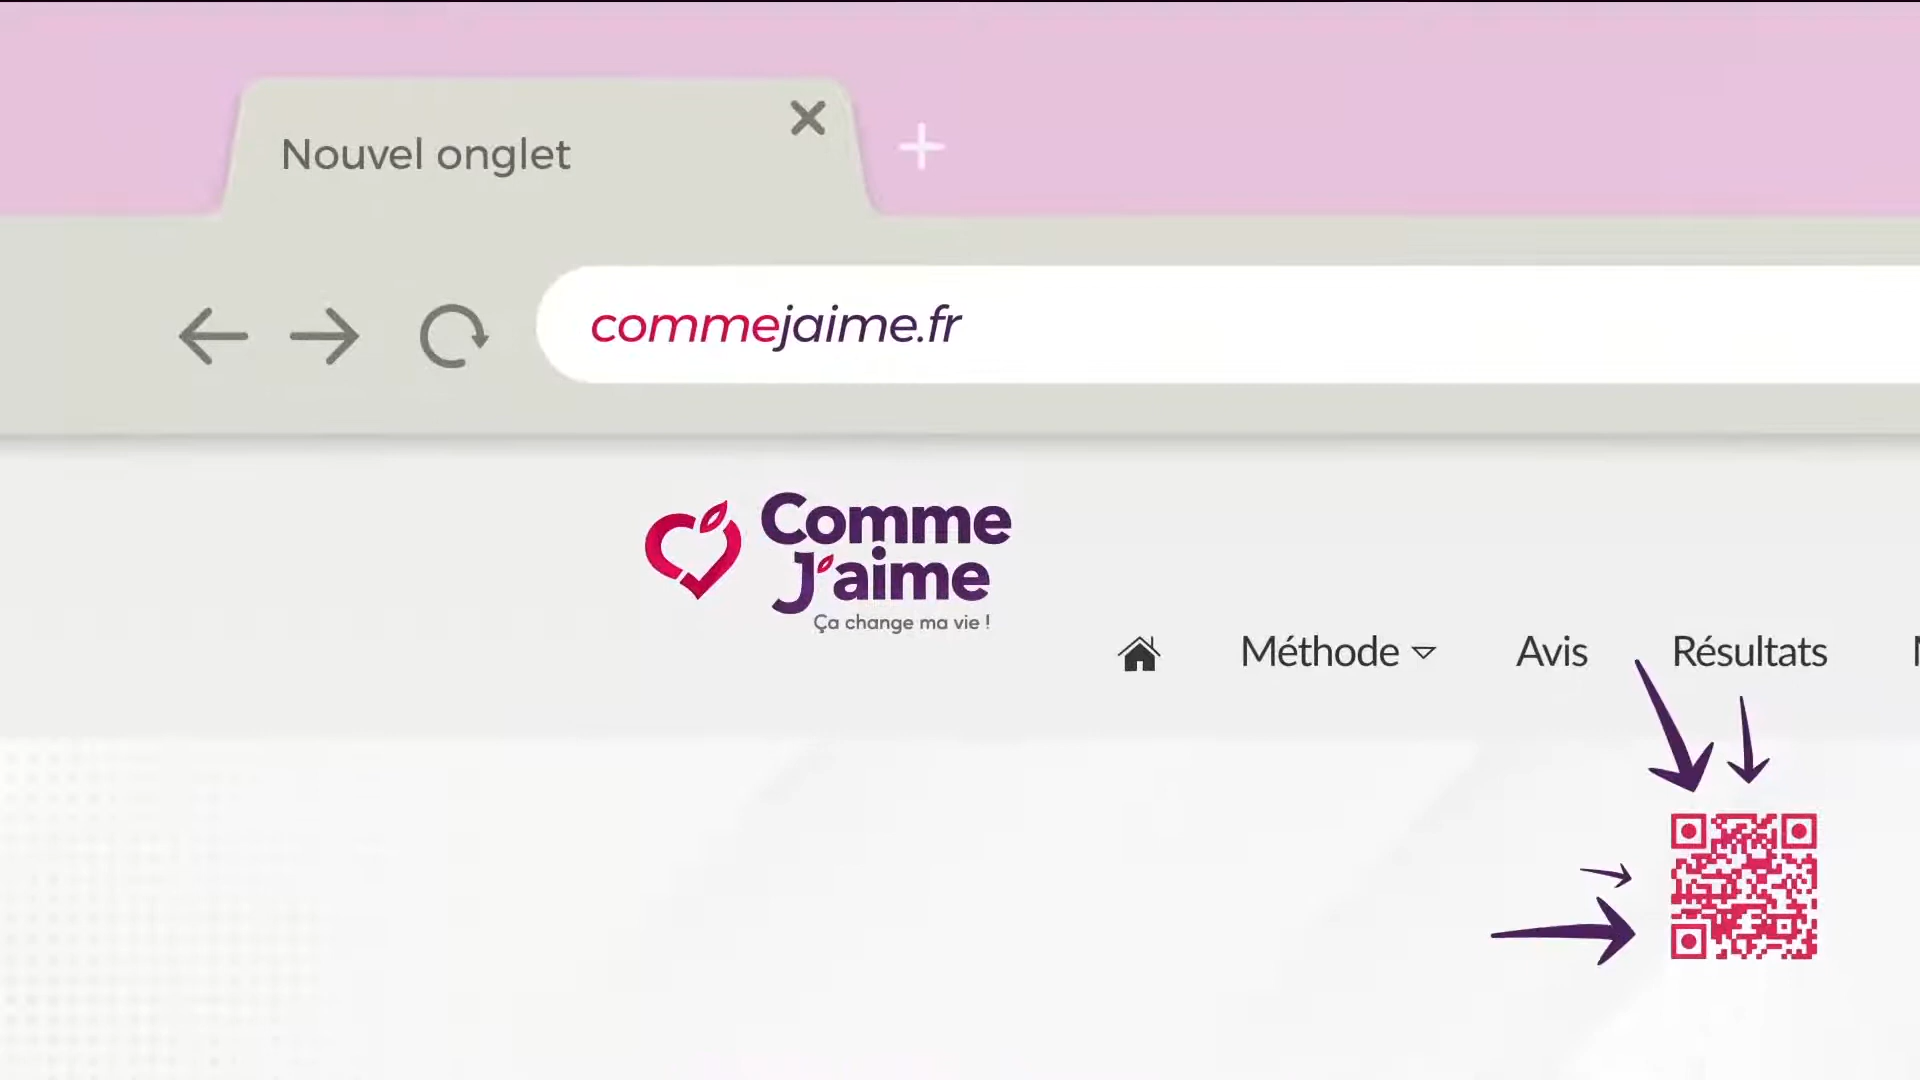 Nouvel onglet
commejaime.fr
Comme
J'aime
Ça change ma vie !
Méthode Avis Résultats